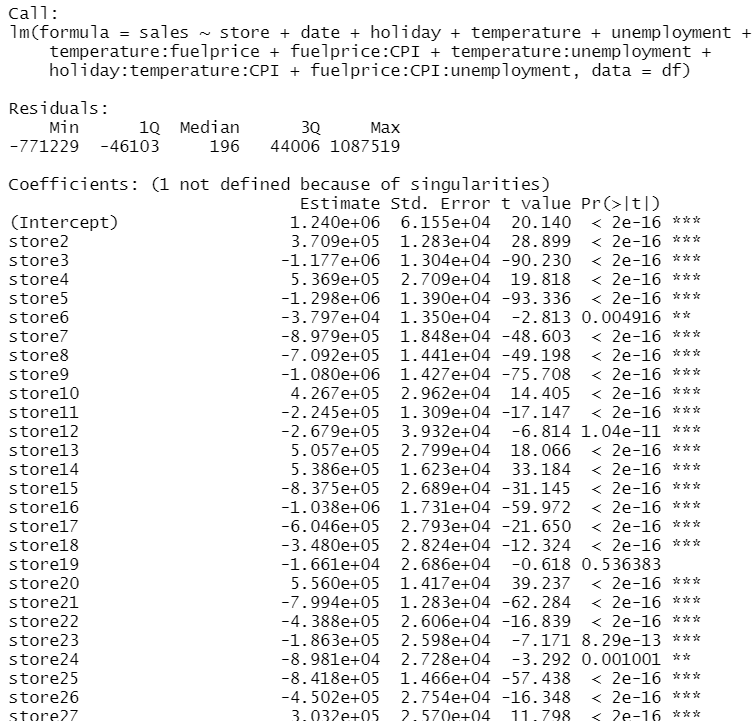 Call:
lm(formula = sales ~ store + date + holiday + temperature + unemployment +
    temperature:fuelprice + fuelprice:CPI + temperature:unemployment +
    holiday:temperature:CPI + fuelprice:CPI:unemployment, data = df)
Residuals:
    Min      1Q  Median      3Q     Max
-771229  -46103     196   44006 1087519
Coefficients: (1 not defined because of singularities)
                               Estimate Std. Error t value Pr(>|t|)
(Intercept)                   1.240e+06  6.155e+04  20.140  < 2e-16 ***
store2                        3.709e+05  1.283e+04  28.899  < 2e-16 ***
store3                       -1.177e+06  1.304e+04 -90.230  < 2e-16 ***
store4                        5.369e+05  2.709e+04  19.818  < 2e-16 ***
store5                       -1.298e+06  1.390e+04 -93.336  < 2e-16 ***
store6                       -3.797e+04  1.350e+04  -2.813 0.004916 **
store7                       -8.979e+05  1.848e+04 -48.603  < 2e-16 ***
store8                       -7.092e+05  1.441e+04 -49.198  < 2e-16 ***
store9                       -1.080e+06  1.427e+04 -75.708  < 2e-16 ***
store10                       4.267e+05  2.962e+04  14.405  < 2e-16 ***
store11                      -2.245e+05  1.309e+04 -17.147  < 2e-16 ***
store12                      -2.679e+05  3.932e+04  -6.814 1.04e-11 ***
store13                       5.057e+05  2.799e+04  18.066  < 2e-16 ***
store14                       5.386e+05  1.623e+04  33.184  < 2e-16 ***
store15                      -8.375e+05  2.689e+04 -31.145  < 2e-16 ***
store16                      -1.038e+06  1.731e+04 -59.972  < 2e-16 ***
store17                      -6.046e+05  2.793e+04 -21.650  < 2e-16 ***
store18                      -3.480e+05  2.824e+04 -12.324  < 2e-16 ***
store19                      -1.661e+04  2.686e+04  -0.618 0.536383
store20                       5.560e+05  1.417e+04  39.237  < 2e-16 ***
store21                      -7.994e+05  1.283e+04 -62.284  < 2e-16 ***
store22                      -4.388e+05  2.606e+04 -16.839  < 2e-16 ***
store23                      -1.863e+05  2.598e+04  -7.171 8.29e-13 ***
store24                      -8.981e+04  2.728e+04  -3.292 0.001001 **
store25                      -8.418e+05  1.466e+04 -57.438  < 2e-16 ***
store26                      -4.502e+05  2.754e+04 -16.348  < 2e-16 ***
store27                       3.032e+05  2.570e+04  11.798  < 2e-16 ***